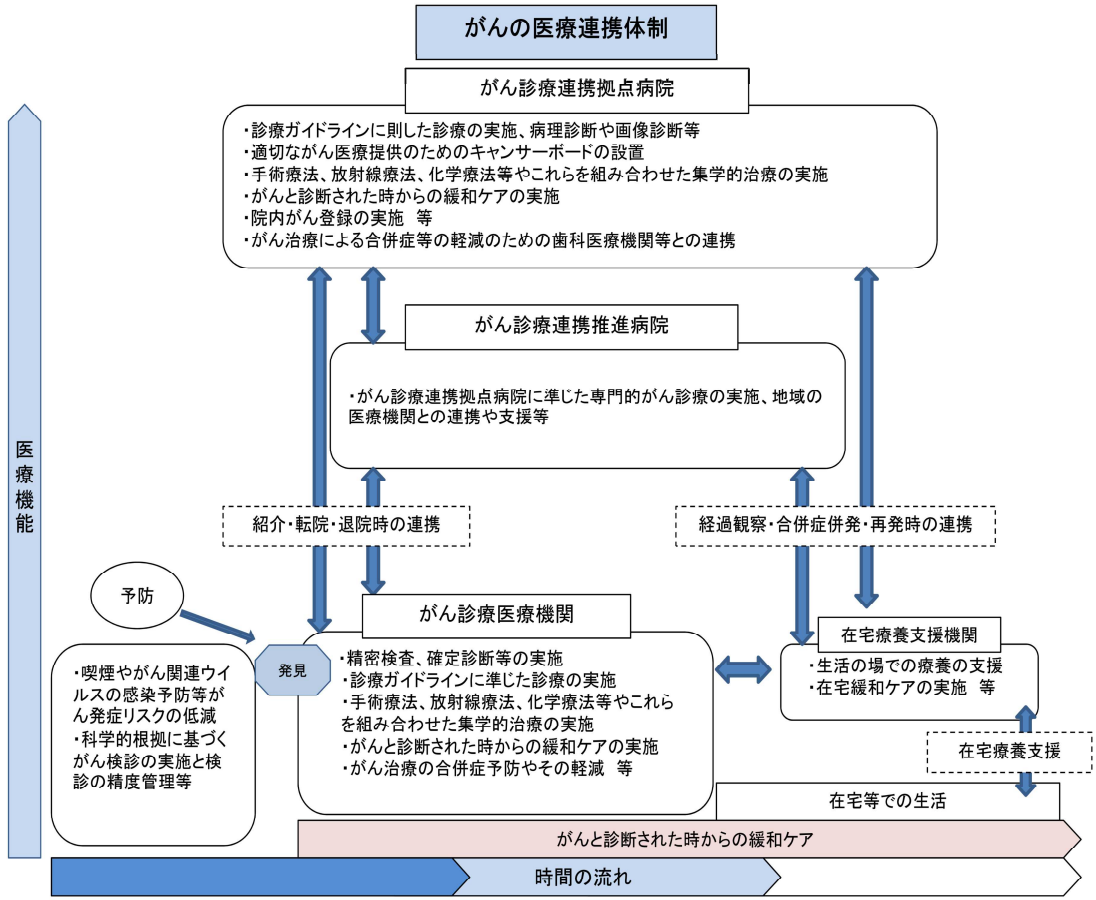 がんの医療連携体制
がん診療連携拠点病院
・診療ガイドラインに則した診療の実施、病理診断や画像診断等
・適切ながん医療提供のためのキャンサーボードの設置
・手術療法、放射線療法、化学療法等やこれらを組み合わせた集学的治療の実施
・がんと診断された時からの緩和ケアの実施
・院内がん登録の実施　等
・がん治療による合併症等の軽減のための歯科医療機関等との連携
がん診療連携推進病院
・がん診療連携拠点病院に準じた専門的がん診療の実施、地域の
医療機関との連携や支援等
医療機能
紹介・転院・退院時の連携
経過観察・合併症併発・再発時の連携
予防
・喫煙やがん関連ウイ
ルスの感染予防等が
ん発症リスクの低減
・科学的根拠に基づく
がん検診の実施と検
診の精度管理等
発見
がん診療医療機関
・精密検査、確定診断等の実施
・診療ガイドラインに準じた診療の実施
・手術療法、放射線療法、化学療法等やこれら
を組み合わせた集学的治療の実施
・がんと診断された時からの緩和ケアの実施
・がん治療の合併症予防やその軽減　等
在宅療養支援機関
・生活の場での療養の支援
・在宅緩和ケアの実施　等
在宅療養支援
在宅等での生活
がんと診断された時からの緩和ケア
時間の流れ